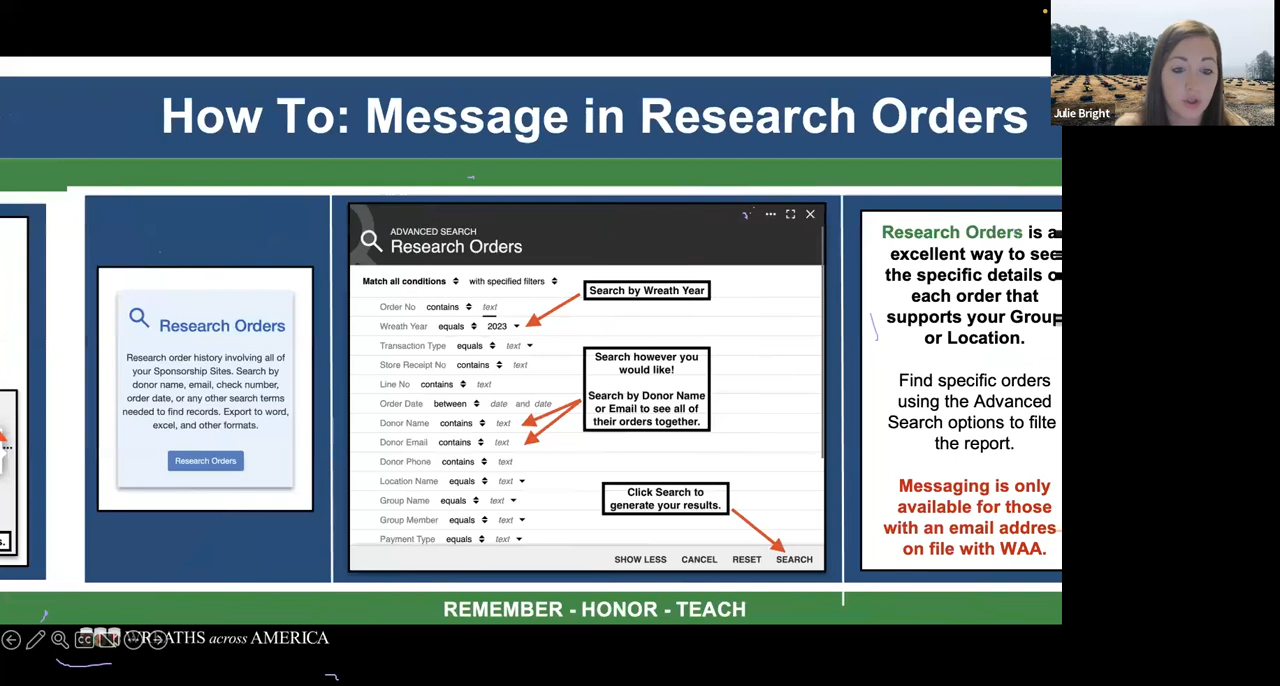 How To: Message in Research Orders
Julie Bright
Research Orders
Research order history involving all of
your Sponsorship Sites. Search by
donor name, email, check number,
order date, or any other search terms
needed to find records. Export to word,
excel, and other formats.
Research Orders
ADVANCED SEARCH
Research Orders
Match all conditions with specified filters
Order No contains text
Wreath Year equals 2023
Transaction Type equals text
Store Receipt No contains text
Line No contains text
Order Date between date and date
Donor Name contains text
Donor Email contains text
Donor Phone contains text
Location Name equals text
Group Name equals text
Group Member equals text
Payment Type equals text
Search by Wreath Year
Search however you
would like!
Search by Donor Name
or Email to see all of
their orders together.
Click Search to
generate your results.
SHOW LESS CANCEL RESET SEARCH
Research Orders is a
excellent way to see
the specific details o
each order that
supports your Group
or Location.
Find specific orders
using the Advanced
Search options to filte
the report.
Messaging is only
available for those
with an email addres
on file with WAA.
s.
REMEMBER - HONOR - TEACH
across AMERICA